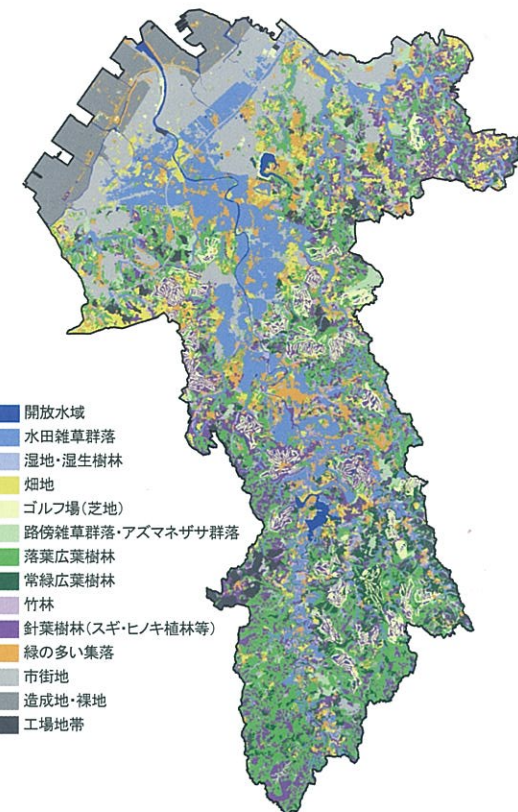 開放水域
水田雑草群落
湿地・湿生樹林
畑地
ゴルフ場(芝地)
路傍雑草群落・アズマネザサ群落
落葉広葉樹林
常緑広葉樹林
竹林
針葉樹林(スギ・ヒノキ植林等)
緑の多い集落
市街地
造成地・裸地
工場地帯